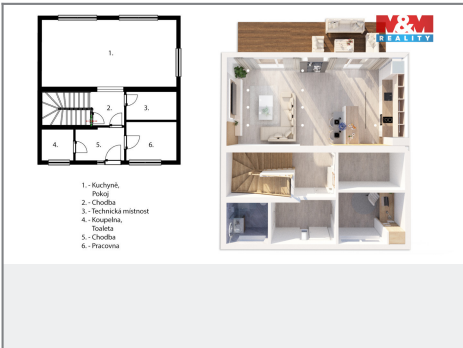 M&M
REALITY
1.
2.
3.
4.
5.
6.
1. - Kuchyně,
Pokoj
2. - Chodba
3. - Technická místnost
4. - Koupelna,
Toaleta
5. - Chodba
6. - Pracovna